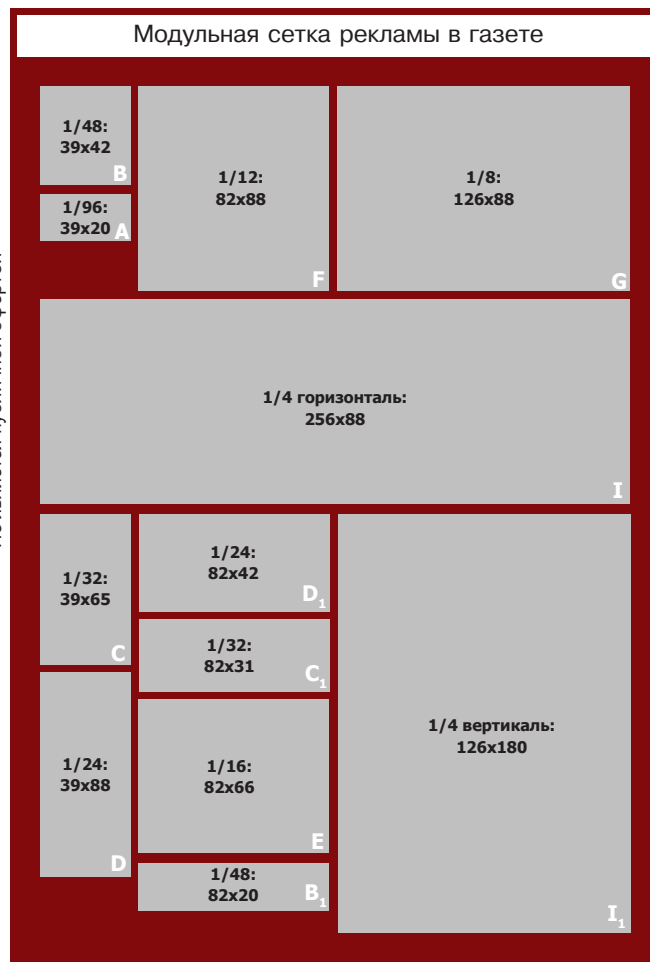 Модульная сетка рекламы в газете
1/48:
39x42
B
1/96:
39x20
A
1/12:
82x88
F
1/8:
126x88
G
1/4 горизонталь:
256x88
I
1/32:
39x65
C
1/24:
82x42
D₁
1/32:
82x31
C₁
1/24:
39x88
D
1/16:
82x66
E
1/48:
82x20
B₁
1/4 вертикаль:
126x180
I₁